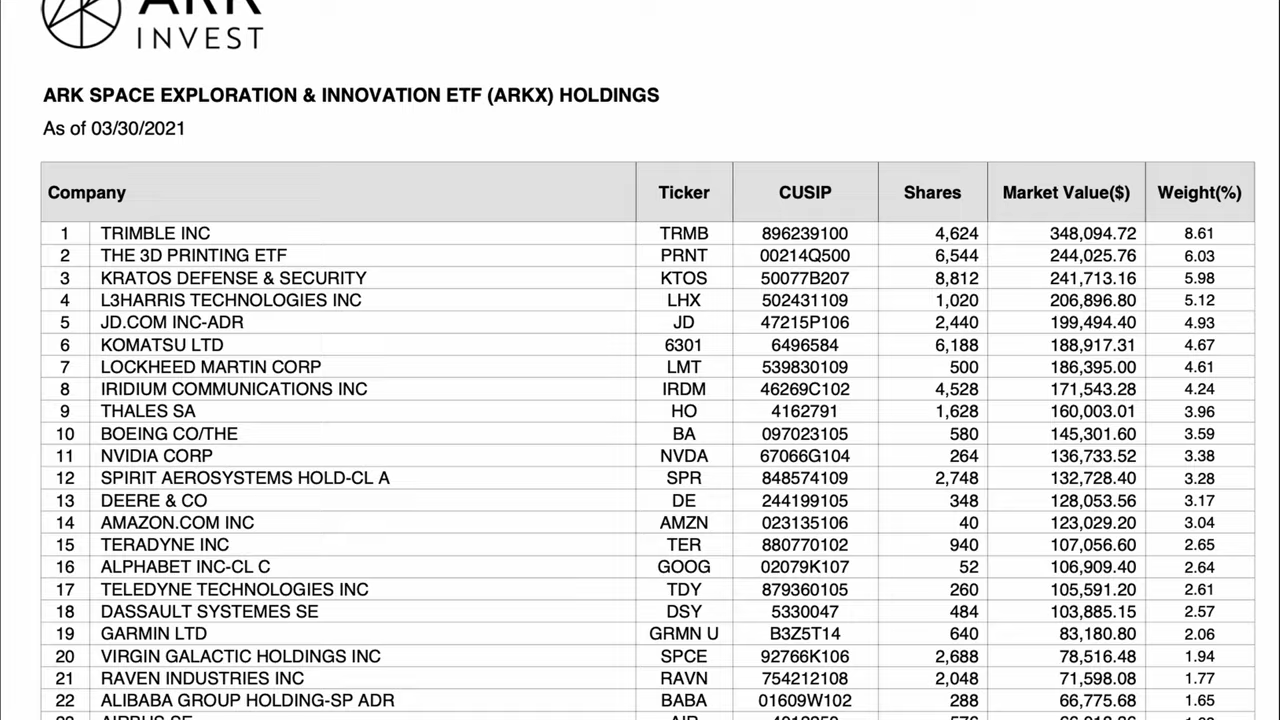 ARK
INVEST
ARK SPACE EXPLORATION & INNOVATION ETF (ARKX) HOLDINGS
As of 03/30/2021
Company Ticker CUSIP Shares Market Value($) Weight(%)
1 TRIMBLE INC TRMB 896239100 4,624 348,094.72 8.61
2 THE 3D PRINTING ETF PRNT 00214Q500 6,544 244,025.76 6.03
3 KRATOS DEFENSE & SECURITY KTOS 50077B207 8,812 241,713.16 5.98
4 L3HARRIS TECHNOLOGIES INC LHX 502431109 1,020 206,896.80 5.12
5 JD.COM INC-ADR JD 47215P106 2,440 199,494.40 4.93
6 KOMATSU LTD 6301 6496584 6,188 188,917.31 4.67
7 LOCKHEED MARTIN CORP LMT 539830109 500 186,395.00 4.61
8 IRIDIUM COMMUNICATIONS INC IRDM 46269C102 4,528 171,543.28 4.24
9 THALES SA HO 4162791 1,628 160,003.01 3.96
10 BOEING CO/THE BA 097023105 580 145,301.60 3.59
11 NVIDIA CORP NVDA 67066G104 264 136,733.52 3.38
12 SPIRIT AEROSYSTEMS HOLD-CL A SPR 848574109 2,748 132,728.40 3.28
13 DEERE & CO DE 244199105 348 128,053.56 3.17
14 AMAZON.COM INC AMZN 023135106 40 123,029.20 3.04
15 TERADYNE INC TER 880770102 940 107,056.60 2.65
16 ALPHABET INC-CL C GOOG 02079K107 52 106,909.40 2.64
17 TELEDYNE TECHNOLOGIES INC TDY 879360105 260 105,591.20 2.61
18 DASSAULT SYSTEMES SE DSY 5330047 484 103,885.15 2.57
19 GARMIN LTD GRMN U B3Z5T14 640 83,180.80 2.06
20 VIRGIN GALACTIC HOLDINGS INC SPCE 92766K106 2,688 78,516.48 1.94
21 RAVEN INDUSTRIES INC RAVN 754212108 2,048 71,598.08 1.77
22 ALIBABA GROUP HOLDING-SP ADR BABA 01609W102 288 66,775.68 1.65